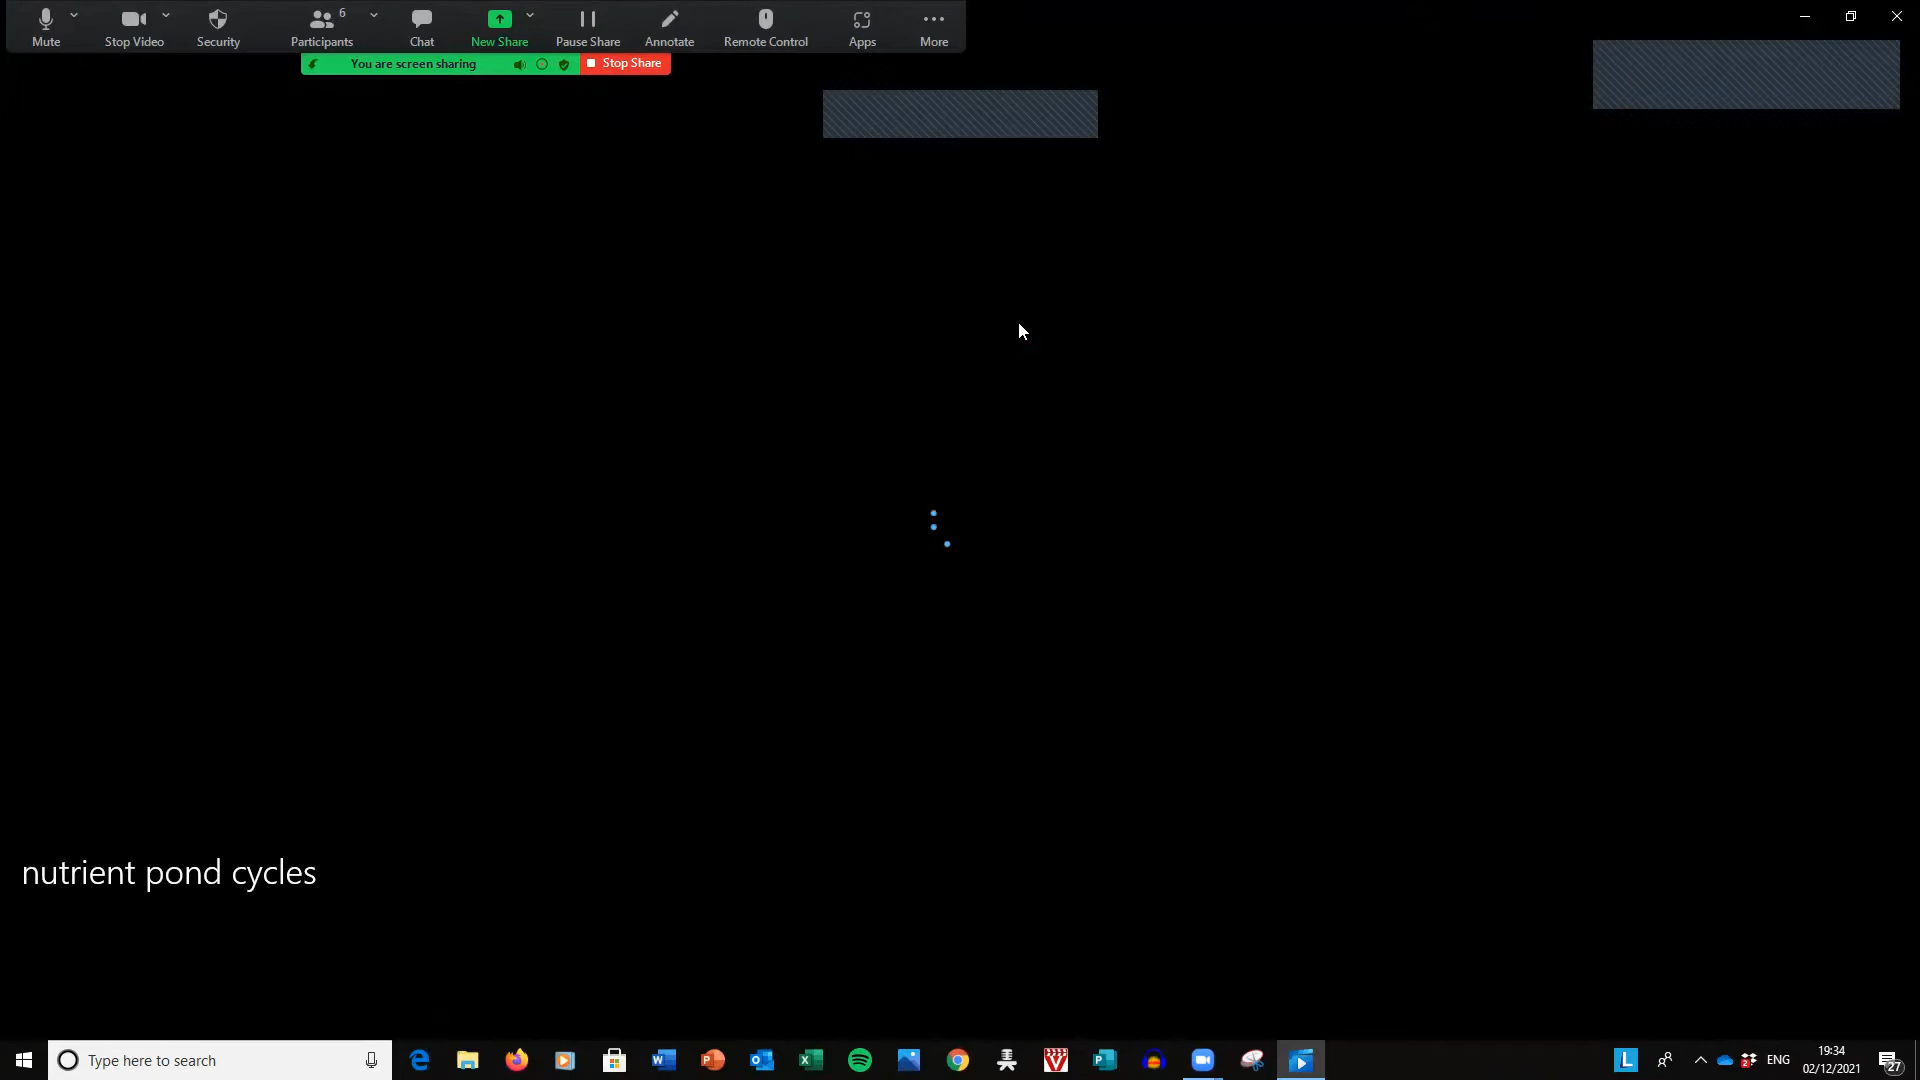 6
Mute Stop Video Security Participants Chat New Share Pause Share Annotate Remote Control Apps More
You are screen sharing Stop Share
nutrient pond cycles
Type here to search
L 2 ENG 19:34
02/12/2021 27